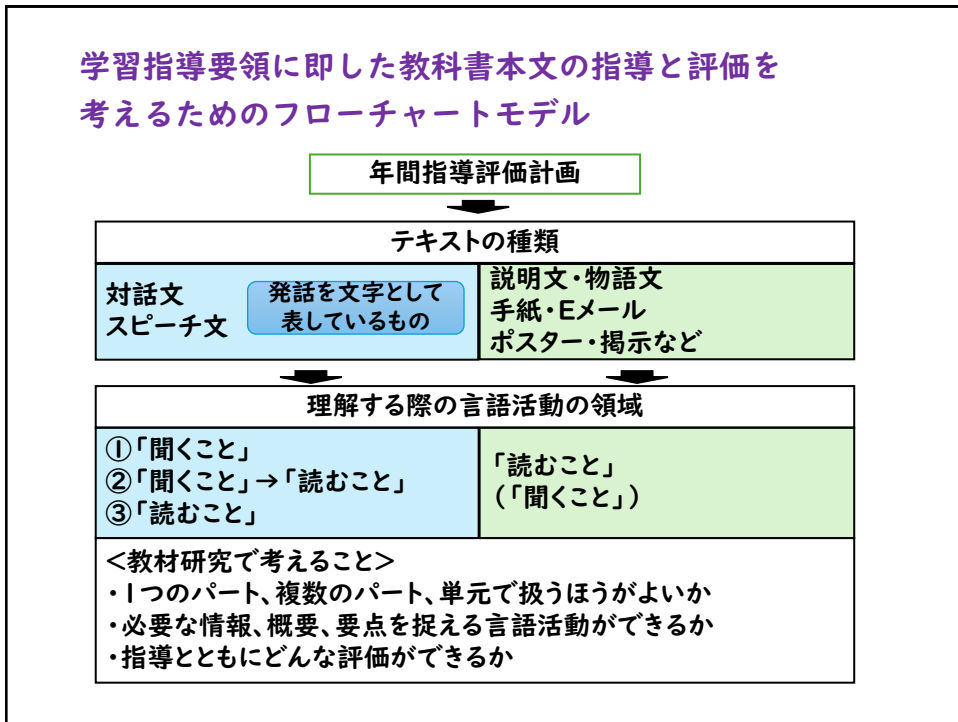 学習指導要領に即した教科書本文の指導と評価を
考えるためのフローチャートモデル
年間指導評価計画
テキストの種類
対話文
スピーチ文
発話を文字として
表しているもの
説明文・物語文
手紙・Eメール
ポスター・掲示など
理解する際の言語活動の領域
①「聞くこと」
②「聞くこと」→「読むこと」
③「読むこと」
「読むこと」
(「聞くこと」)
<教材研究で考えること>
・1つのパート、複数のパート、単元で扱うほうがよいか
・必要な情報、概要、要点を捉える言語活動ができるか
・指導とともにどんな評価ができるか